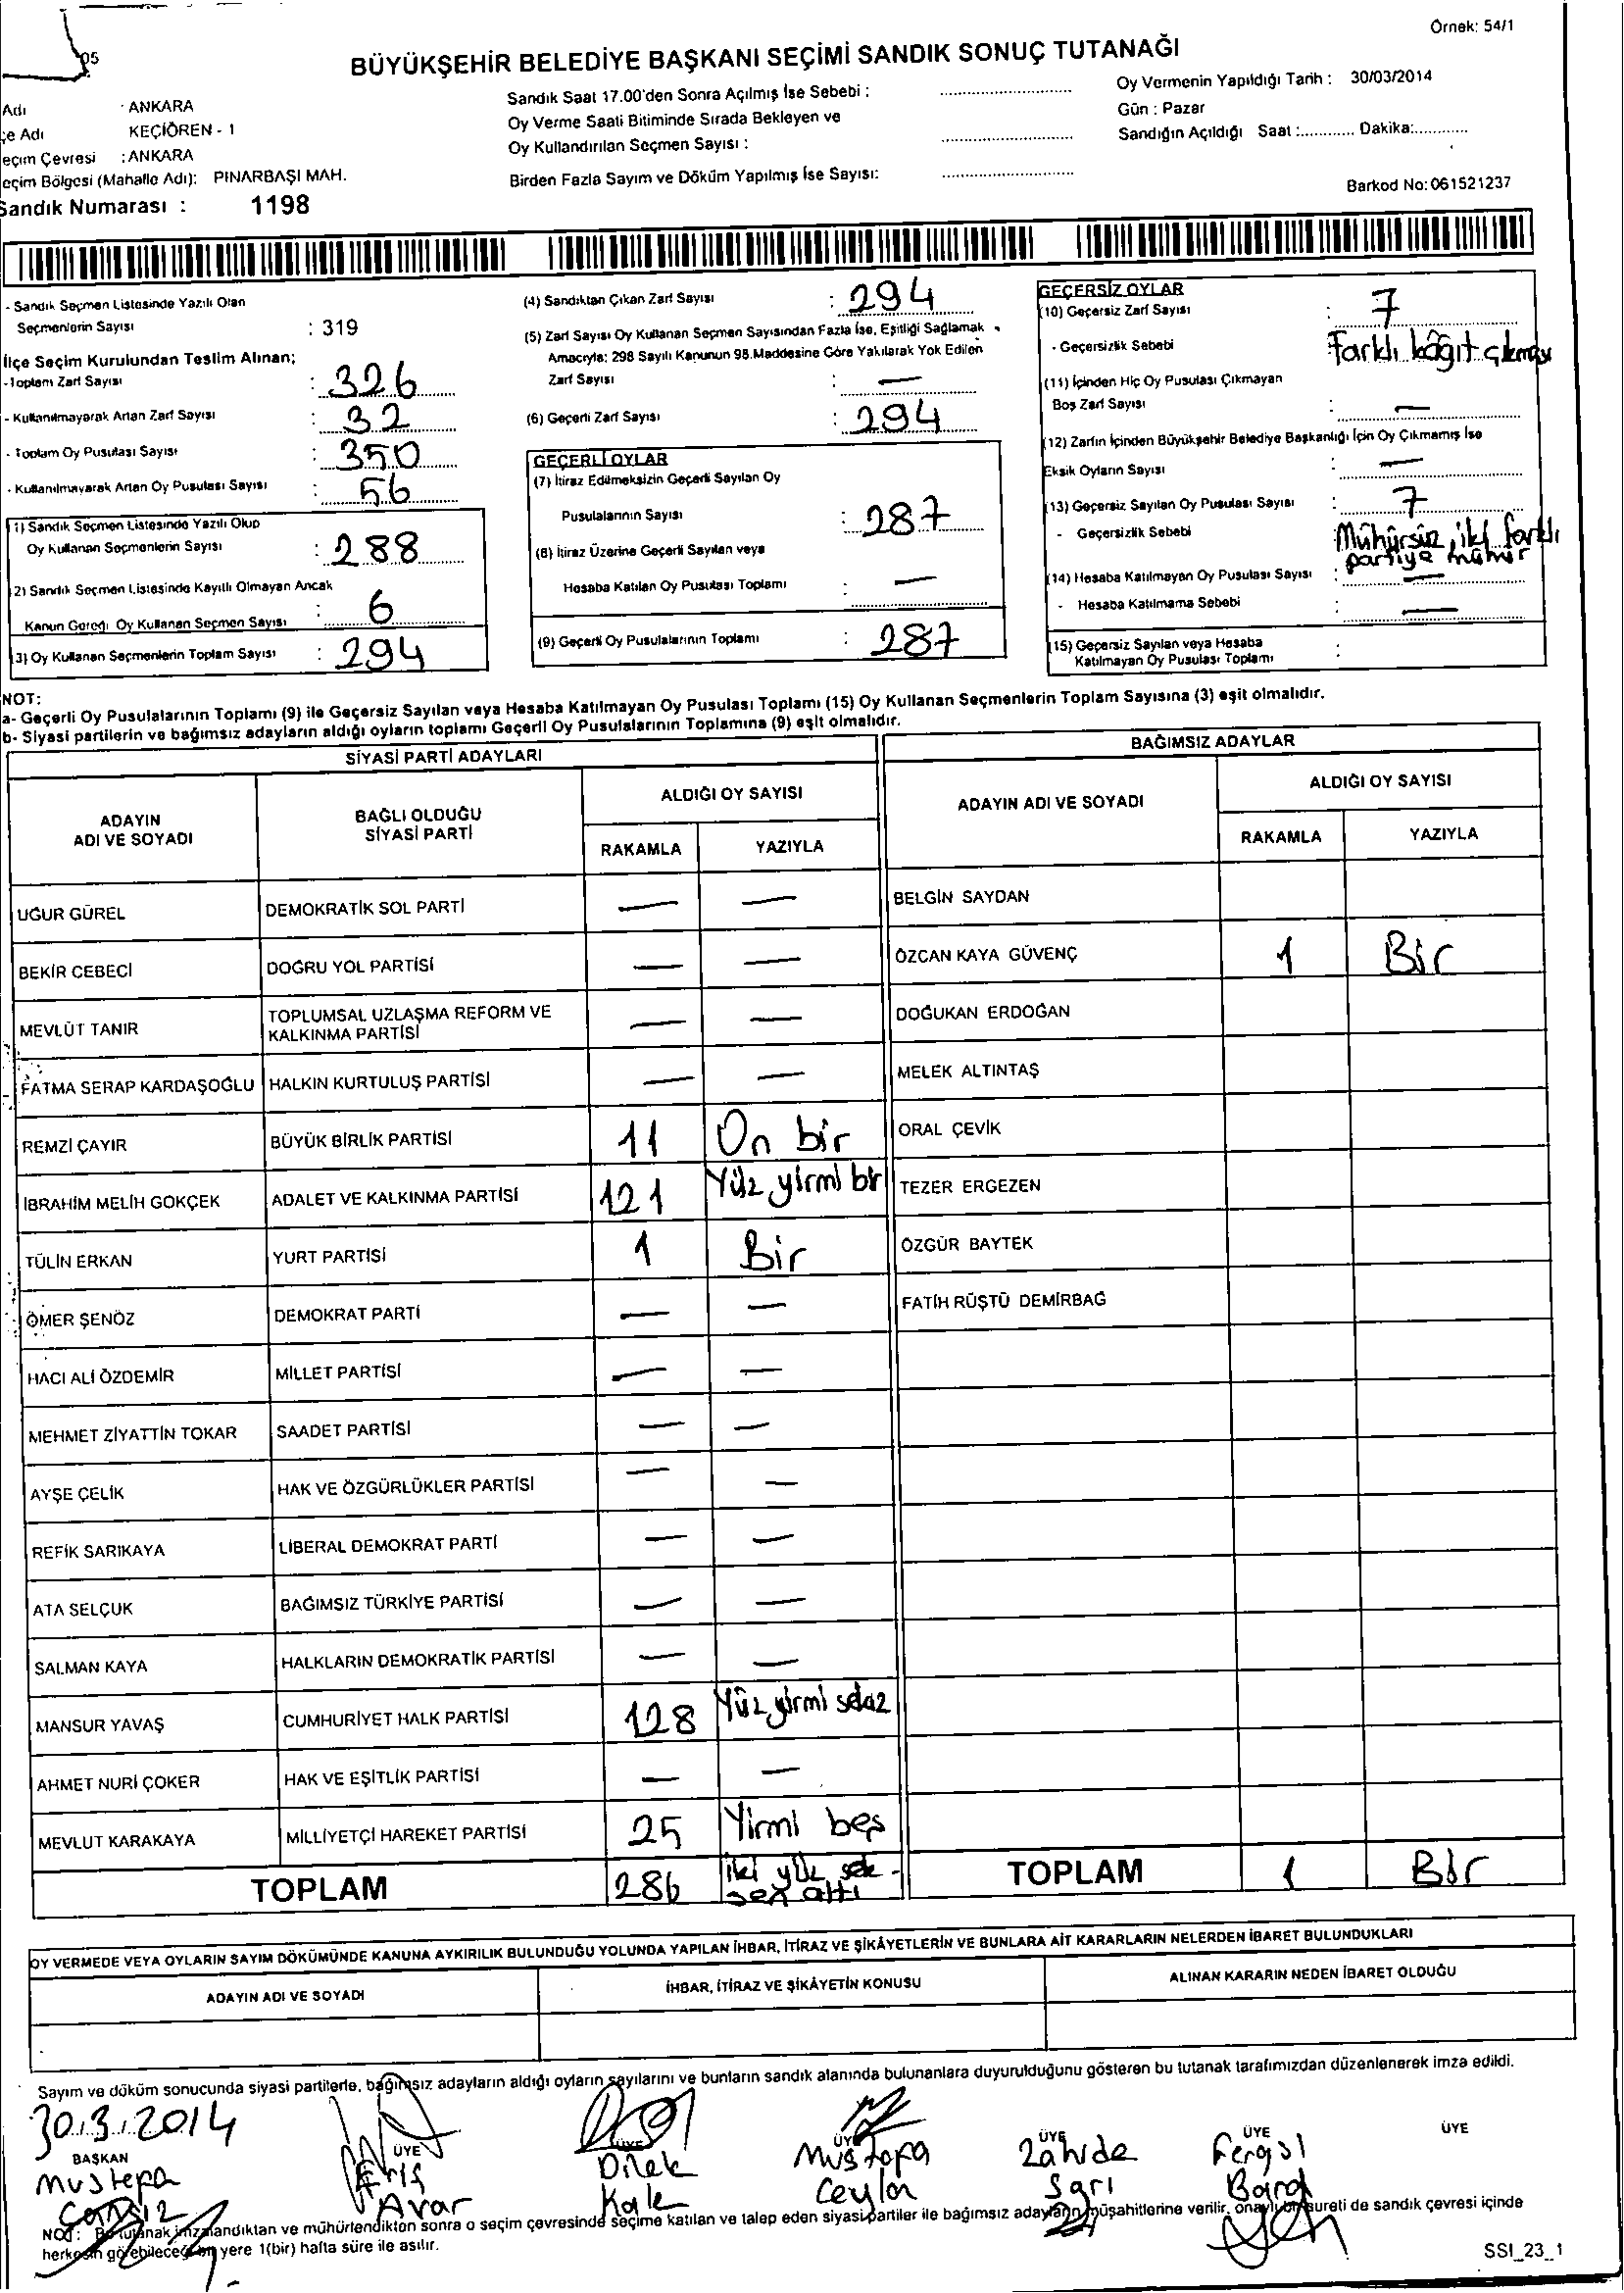 Örnek: 54/1
05
BÜYÜKŞEHİR BELEDİYE BAŞKANI SEÇİMİ SANDIK SONUÇ TUTANAĞI
Adı : ANKARA
çe Adı KEÇİÖREN - 1
eçim Çevresi : ANKARA
eçim Bölgesi (Mahalle Adı): PINARBAŞI MAH.
Sandık Numarası : 1198
Sandık Saat 17.00'den Sonra Açılmış İse Sebebi : ............
Oy Verme Saati Bitiminde Sırada Bekleyen ve
Oy Kullandırılan Seçmen Sayısı : ............
Birden Fazla Sayım ve Döküm Yapılmış İse Sayısı: ............
Oy Vermenin Yapıldığı Tarih : 30/03/2014
Gün : Pazar
Sandığın Açıldığı Saat :............ Dakika:............
Barkod No: 061521237
- Sandık Seçmen Listesinde Yazılı Olan
Seçmenlerin Sayısı : 319
İlçe Seçim Kurulundan Teslim Alınan;
- Toplam Zarf Sayısı : 326
- Kullanılmayarak Artan Zarf Sayısı : 32
- Toplam Oy Pusulası Sayısı : 350
- Kullanılmayarak Artan Oy Pusulası Sayısı : 56
1) Sandık Seçmen Listesinde Yazılı Olup
Oy Kullanan Seçmenlerin Sayısı : 288
2) Sandık Seçmen Listesinde Kayıtlı Olmayan Ancak
Kanun Gereği Oy Kullanan Seçmen Sayısı : 6
3) Oy Kullanan Seçmenlerin Toplam Sayısı : 294
(4) Sandıktan Çıkan Zarf Sayısı : 294
(5) Zarf Sayısı Oy Kullanan Seçmen Sayısından Fazla İse, Eşitliği Sağlamak
Amacıyla; 298 Sayılı Kanunun 98.Maddesine Göre Yakılarak Yok Edilen
Zarf Sayısı : —
(6) Geçerli Zarf Sayısı : 294
GEÇERLİ OYLAR
(7) İtiraz Edilmeksizin Geçerli Sayılan Oy
Pusulalarının Sayısı : 287
(8) İtiraz Üzerine Geçerli Sayılan veya
Hesaba Katılan Oy Pusulası Toplamı : —
(9) Geçerli Oy Pusulalarının Toplamı : 287
GEÇERSİZ OYLAR
(10) Geçersiz Zarf Sayısı : 7
- Geçersizlik Sebebi Farklı kâğıt çıkması
(11) İçinden Hiç Oy Pusulası Çıkmayan
Boş Zarf Sayısı : —
(12) Zarfın İçinden Büyükşehir Belediye Başkanlığı İçin Oy Çıkmamış İse
Eksik Oyların Sayısı : —
(13) Geçersiz Sayılan Oy Pusulası Sayısı : 7
- Geçersizlik Sebebi Mühürsüz, iki farklı
partiye mühür
(14) Hesaba Katılmayan Oy Pusulası Sayısı : —
- Hesaba Katılmama Sebebi : —
(15) Geçersiz Sayılan veya Hesaba
Katılmayan Oy Pusulası Toplamı :
NOT:
a- Geçerli Oy Pusulalarının Toplamı (9) ile Geçersiz Sayılan veya Hesaba Katılmayan Oy Pusulası Toplamı (15) Oy Kullanan Seçmenlerin Toplam Sayısına (3) eşit olmalıdır.
b- Siyasi partilerin ve bağımsız adayların aldığı oyların toplamı Geçerli Oy Pusulalarının Toplamına (9) eşit olmalıdır.
SİYASİ PARTİ ADAYLARI
ADAYIN
ADI VE SOYADI
BAĞLI OLDUĞU
SİYASİ PARTİ
ALDIĞI OY SAYISI
RAKAMLA YAZIYLA
UĞUR GÜREL DEMOKRATİK SOL PARTİ — —
BEKİR CEBECİ DOĞRU YOL PARTİSİ — —
MEVLÜT TANIR TOPLUMSAL UZLAŞMA REFORM VE
KALKINMA PARTİSİ — —
FATMA SERAP KARDAŞOĞLU HALKIN KURTULUŞ PARTİSİ — —
REMZİ ÇAYIR BÜYÜK BİRLİK PARTİSİ 11 On bir
İBRAHİM MELİH GÖKÇEK ADALET VE KALKINMA PARTİSİ 121 Yüz yirmi bir
TÜLİN ERKAN YURT PARTİSİ 1 Bir
ÖMER ŞENÖZ DEMOKRAT PARTİ — —
HACI ALİ ÖZDEMİR MİLLET PARTİSİ — —
MEHMET ZİYATTİN TOKAR SAADET PARTİSİ — —
AYŞE ÇELİK HAK VE ÖZGÜRLÜKLER PARTİSİ — —
REFİK SARIKAYA LİBERAL DEMOKRAT PARTİ — —
ATA SELÇUK BAĞIMSIZ TÜRKİYE PARTİSİ — —
SALMAN KAYA HALKLARIN DEMOKRATİK PARTİSİ — —
MANSUR YAVAŞ CUMHURİYET HALK PARTİSİ 128 Yüz yirmi sekiz
AHMET NURİ ÇOKER HAK VE EŞİTLİK PARTİSİ — —
MEVLUT KARAKAYA MİLLİYETÇİ HAREKET PARTİSİ 25 Yirmi beş
TOPLAM 286 iki yüz sek-
sen altı
BAĞIMSIZ ADAYLAR
ADAYIN ADI VE SOYADI
ALDIĞI OY SAYISI
RAKAMLA YAZIYLA
BELGİN SAYDAN
ÖZCAN KAYA GÜVENÇ 1 Bir
DOĞUKAN ERDOĞAN
MELEK ALTINTAŞ
ORAL ÇEVİK
TEZER ERGEZEN
ÖZGÜR BAYTEK
FATİH RÜŞTÜ DEMİRBAĞ
TOPLAM 1 Bir
OY VERMEDE VEYA OYLARIN SAYIM DÖKÜMÜNDE KANUNA AYKIRILIK BULUNDUĞU YOLUNDA YAPILAN İHBAR, İTİRAZ VE ŞİKÂYETLERİN VE BUNLARA AİT KARARLARIN NELERDEN İBARET BULUNDUKLARI
ADAYIN ADI VE SOYADI
İHBAR, İTİRAZ VE ŞİKÂYETİN KONUSU
ALINAN KARARIN NEDEN İBARET OLDUĞU
Sayım ve döküm sonucunda siyasi partilerle, bağımsız adayların aldığı oyların sayılarını ve bunların sandık alanında bulunanlara duyurulduğunu gösteren bu tutanak tarafımızdan düzenlenerek imza edildi.
30.3.2014
BAŞKAN ÜYE ÜYE ÜYE ÜYE ÜYE ÜYE
Mustafa Dilek Mustafa Zahide
Cansız Avar Kale Ceylan Sarı
NOT: Bu tutanak imzalandıktan ve mühürlendikten sonra o seçim çevresinde seçime katılan ve talep eden siyasi partiler ile bağımsız adayların müşahitlerine verilir, onaylı bir sureti de sandık çevresi içinde
herkesin görebileceği bir yere 1(bir) hafta süre ile asılır.
SSI_23_1